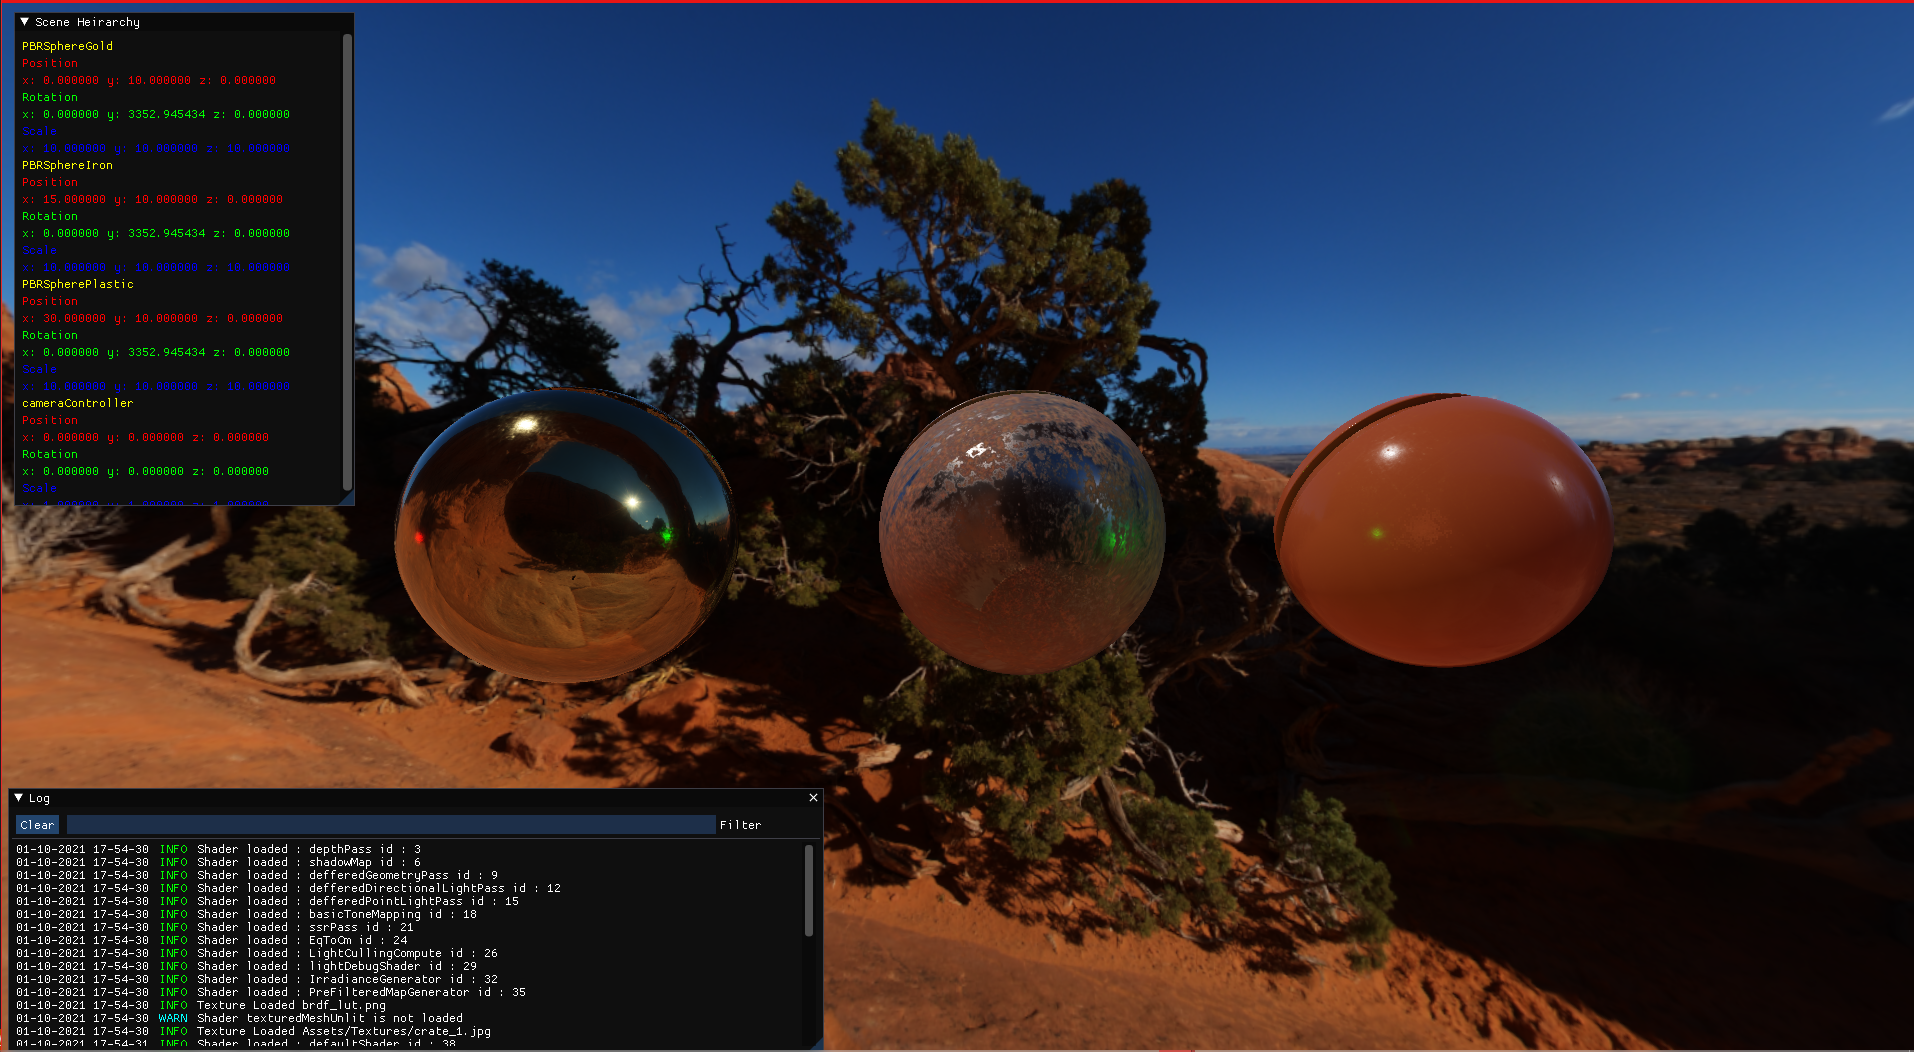 Scene Heirarchy
PBRSphereGold
Position
x: 0.000000 y: 10.000000 z: 0.000000
Rotation
x: 0.000000 y: 3352.945434 z: 0.000000
Scale
x: 10.000000 y: 10.000000 z: 10.000000
PBRSphereIron
Position
x: 15.000000 y: 10.000000 z: 0.000000
Rotation
x: 0.000000 y: 3352.945434 z: 0.000000
Scale
x: 10.000000 y: 10.000000 z: 10.000000
PBRSpherePlastic
Position
x: 30.000000 y: 10.000000 z: 0.000000
Rotation
x: 0.000000 y: 3352.945434 z: 0.000000
Scale
x: 10.000000 y: 10.000000 z: 10.000000
cameraController
Position
x: 0.000000 y: 0.000000 z: 0.000000
Rotation
x: 0.000000 y: 0.000000 z: 0.000000
Scale
Log
Clear Filter
01-10-2021 17-54-30 INFO Shader loaded : depthPass id : 3
01-10-2021 17-54-30 INFO Shader loaded : shadowMap id : 6
01-10-2021 17-54-30 INFO Shader loaded : defferedGeometryPass id : 9
01-10-2021 17-54-30 INFO Shader loaded : defferedDirectionalLightPass id : 12
01-10-2021 17-54-30 INFO Shader loaded : defferedPointLightPass id : 15
01-10-2021 17-54-30 INFO Shader loaded : basicToneMapping id : 18
01-10-2021 17-54-30 INFO Shader loaded : ssrPass id : 21
01-10-2021 17-54-30 INFO Shader loaded : EqToCm id : 24
01-10-2021 17-54-30 INFO Shader loaded : LightCullingCompute id : 26
01-10-2021 17-54-30 INFO Shader loaded : lightDebugShader id : 29
01-10-2021 17-54-30 INFO Shader loaded : IrradianceGenerator id : 32
01-10-2021 17-54-30 INFO Shader loaded : PreFilteredMapGenerator id : 35
01-10-2021 17-54-30 INFO Texture Loaded brdf_lut.png
01-10-2021 17-54-30 WARN Shader texturedMeshUnlit is not loaded
01-10-2021 17-54-30 INFO Texture Loaded Assets/Textures/crate_1.jpg
01-10-2021 17-54-31 INFO Shader loaded : defaultShader id : 38